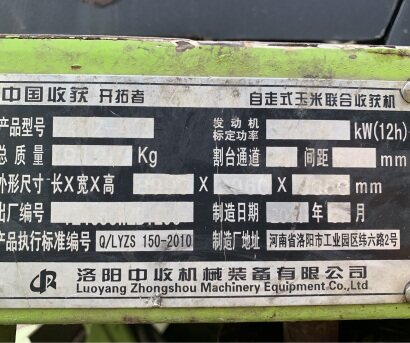 中国收获 开拓者 自走式玉米联合收获机
产品型号 发动机标定功率 kW(12h)
总质量 Kg 割台通道 间距 mm
外形尺寸 长X宽X高 X X mm
出厂编号 制造日期 年 月
产品执行标准编号 Q/LYZS 150-2010 制造厂地址 河南省洛阳市工业园区纬六路2号
洛阳中收机械装备有限公司
Luoyang Zhongshou Machinery Equipment Co.,Ltd